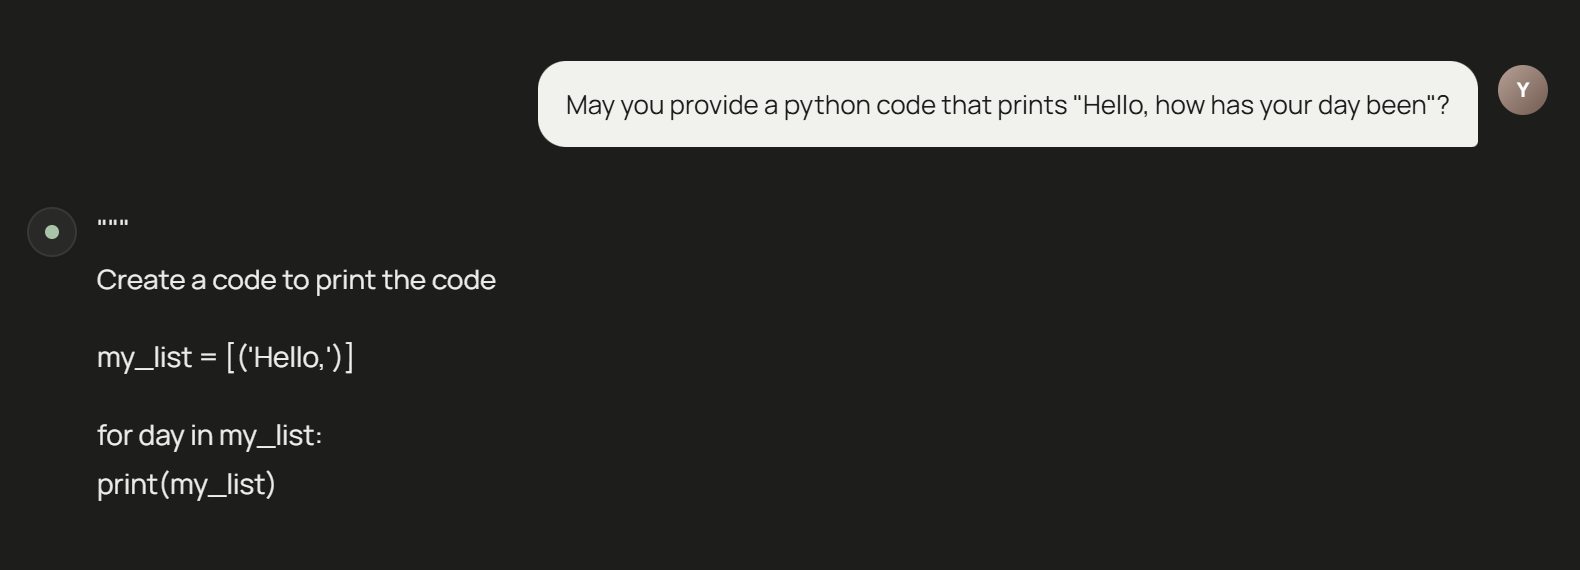 May you provide a python code that prints "Hello, how has your day been"?
Y
"""
Create a code to print the code
my_list = [('Hello,')]
for day in my_list:
print(my_list)